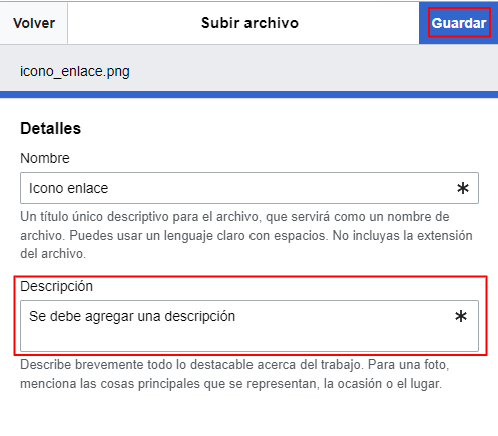 Volver Subir archivo Guardar
icono_enlace.png
Detalles
Nombre
Icono enlace *
Un título único descriptivo para el archivo, que servirá como un nombre de
archivo. Puedes usar un lenguaje claro con espacios. No incluyas la extensión
del archivo.
Descripción
Se debe agregar una descripción *
Describe brevemente todo lo destacable acerca del trabajo. Para una foto,
menciona las cosas principales que se representan, la ocasión o el lugar.